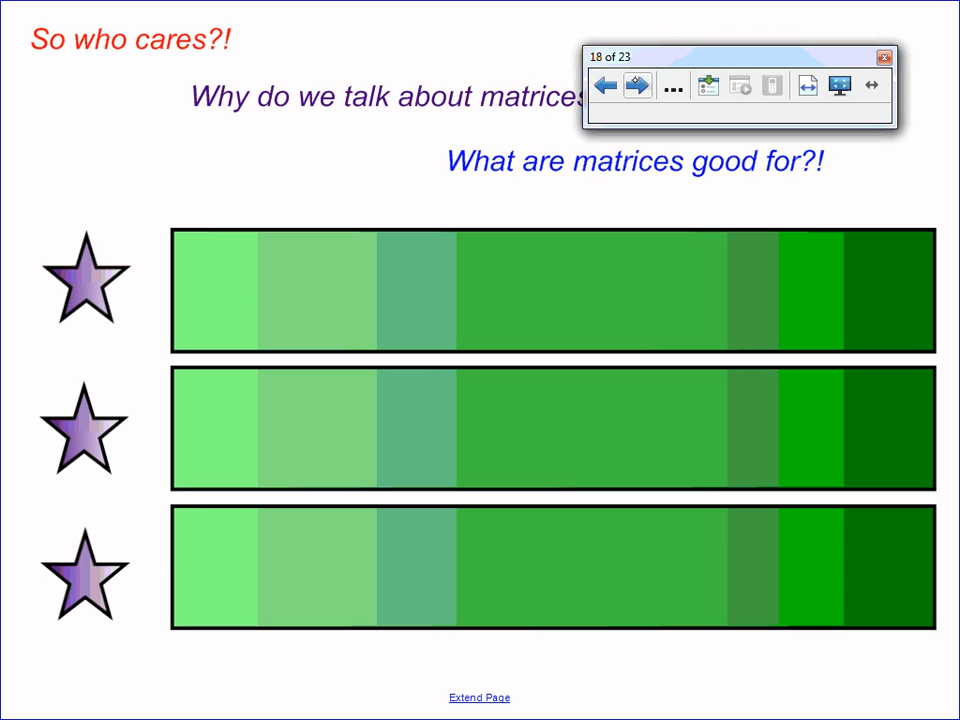 So who cares?!
18 of 23
Why do we talk about matrices
What are matrices good for?!
Extend Page